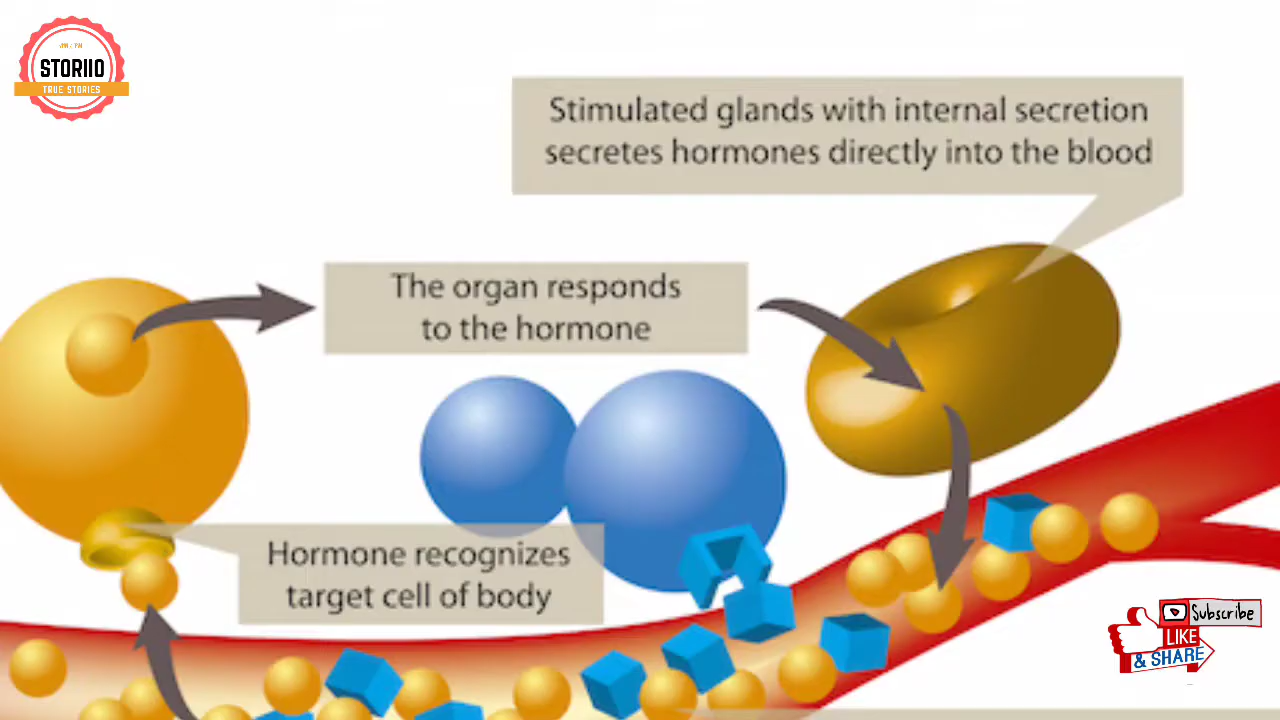 STORIIO
TRUE STORIES
Stimulated glands with internal secretion
secretes hormones directly into the blood
The organ responds
to the hormone
Hormone recognizes
target cell of body
Subscribe
LIKE
& SHARE